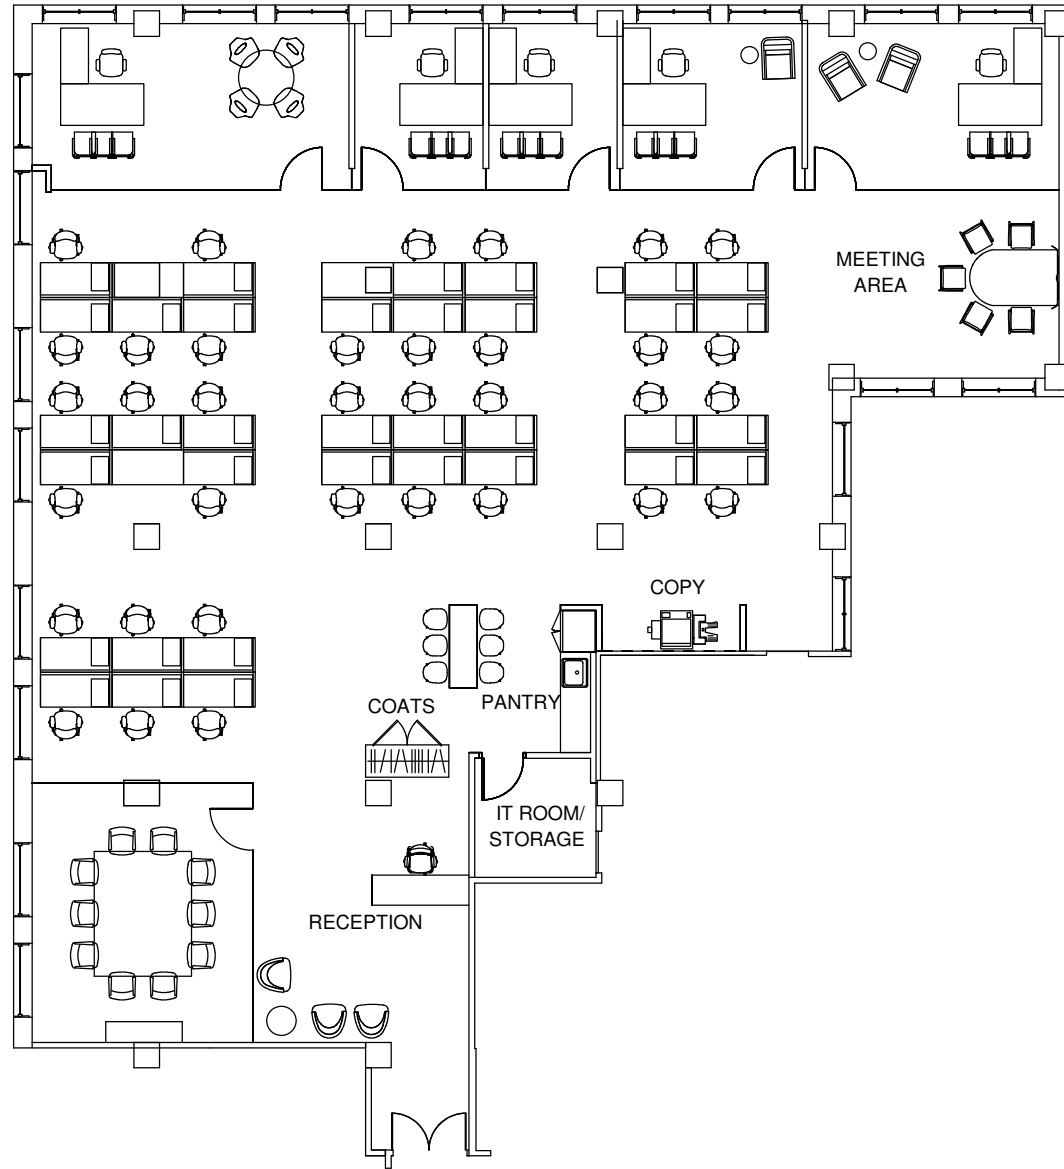 MEETING
AREA
COPY
COATS
PANTRY
IT ROOM/
STORAGE
RECEPTION